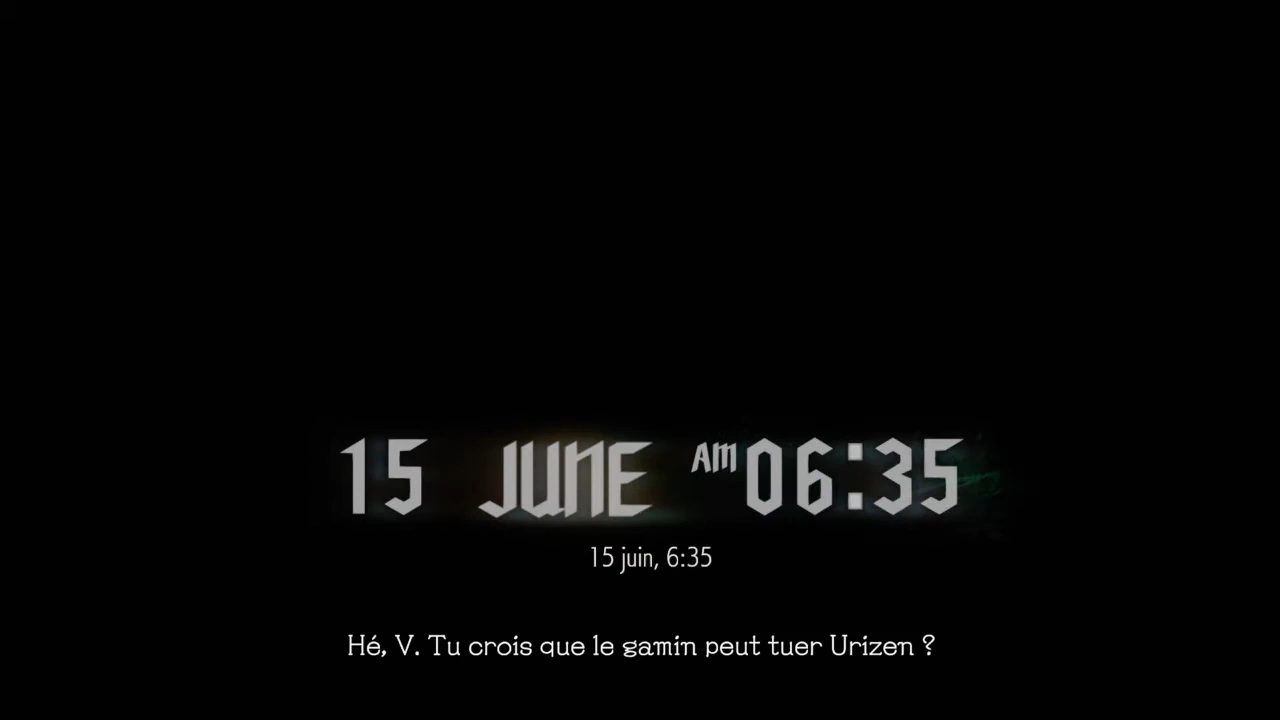 15 JUNE AM 06:35
15 juin, 6:35
Hé, V. Tu crois que le gamin peut tuer Urizen ?